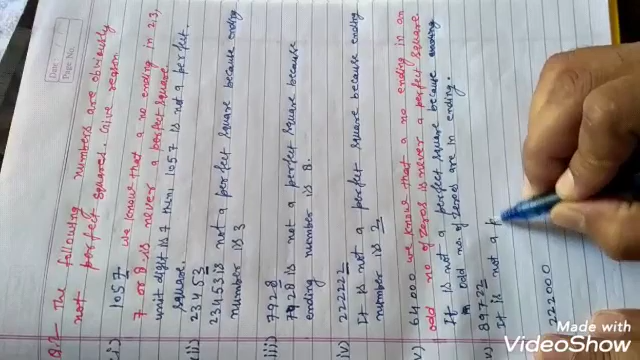 Date
Page No.
Q.2- The following numbers are obviously
not perfect squares. Give reason
(i) 1057 we know that a no ending in 2,3,
7 or 8 is never a perfect square
unit digit is 7 then, 1057 is not a perfect
square.
(ii) 23453
23453 is not a perfect square because ending
number is 3
(iii) 7928
7928 is not a perfect square because
ending number is 8.
iv) 222222
It is not a perfect square because ending
number is 2
v) 64000 we know that a no ending in an
odd no of zeros is never a perfect square
It is not a perfect square because ending
odd no. of zeros are in ending.
v) 89722
It is not a p
222000
Made with
VideoShow